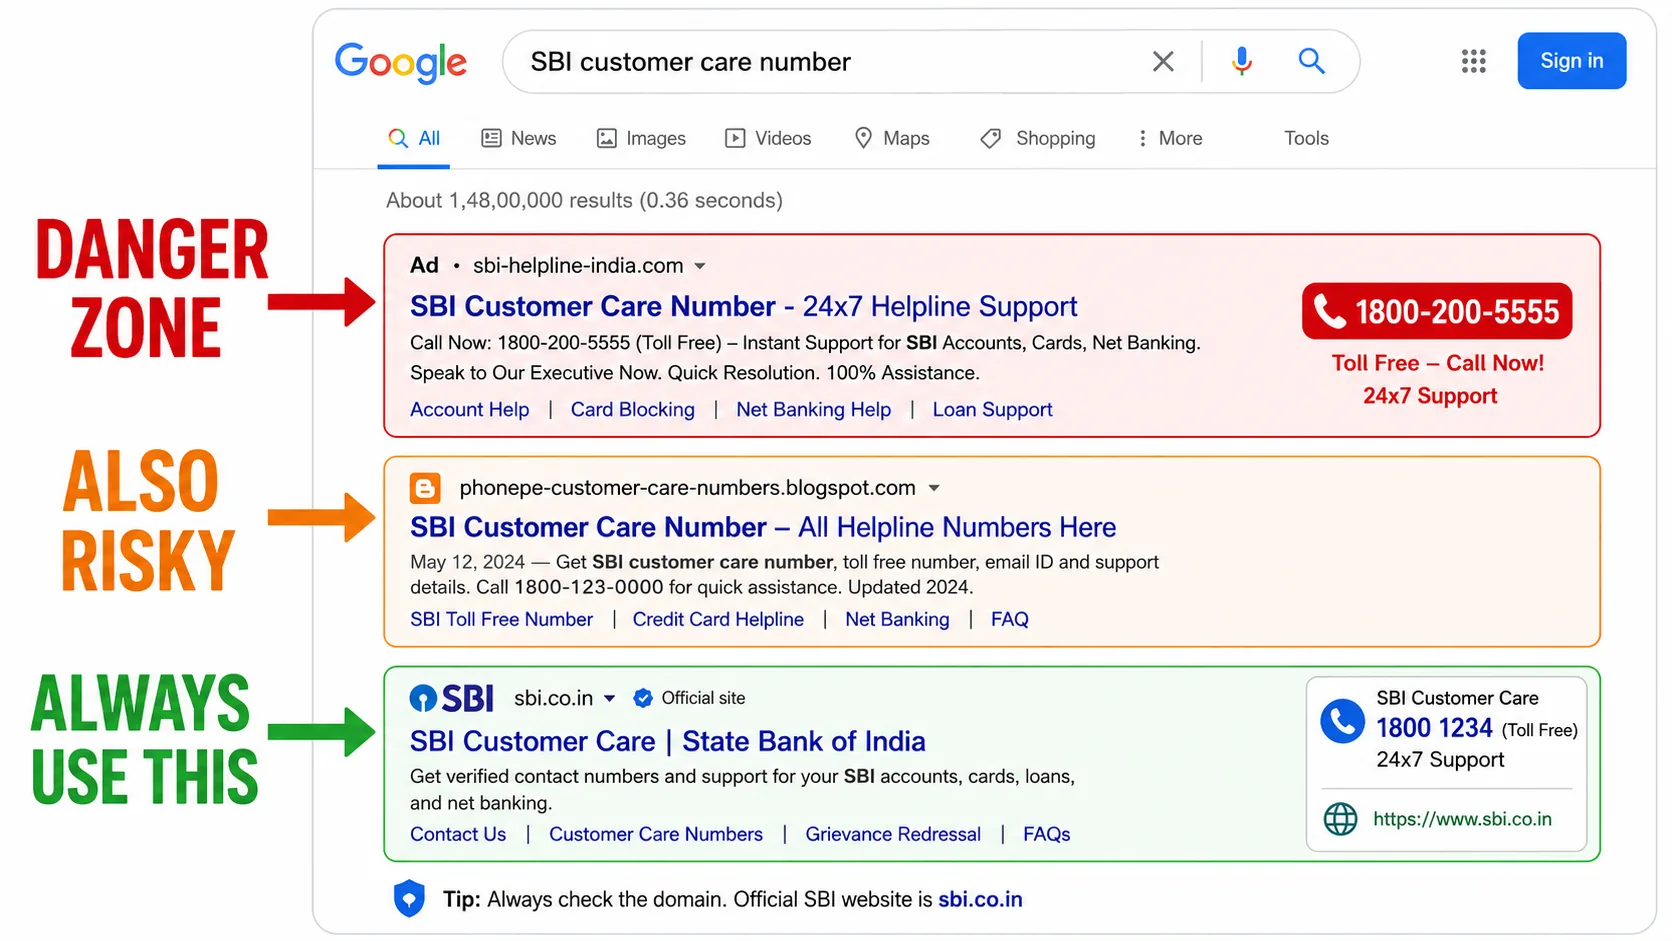 Google
SBI customer care number
Sign in
All
News
Images
Videos
Maps
Shopping
More
Tools
About 1,48,00,000 results (0.36 seconds)
DANGER
ZONE
Ad • sbi-helpline-india.com
SBI Customer Care Number - 24x7 Helpline Support
Call Now: 1800-200-5555 (Toll Free) – Instant Support for SBI Accounts, Cards, Net Banking.
Speak to Our Executive Now. Quick Resolution. 100% Assistance.
Account Help | Card Blocking | Net Banking Help | Loan Support
1800-200-5555
Toll Free – Call Now!
24x7 Support
ALSO
RISKY
phonepe-customer-care-numbers.blogspot.com
SBI Customer Care Number – All Helpline Numbers Here
May 12, 2024 — Get SBI customer care number, toll free number, email ID and support
details. Call 1800-123-0000 for quick assistance. Updated 2024.
SBI Toll Free Number | Credit Card Helpline | Net Banking | FAQ
ALWAYS
USE THIS
SBI sbi.co.in Official site
SBI Customer Care | State Bank of India
Get verified contact numbers and support for your SBI accounts, cards, loans,
and net banking.
Contact Us | Customer Care Numbers | Grievance Redressal | FAQs
SBI Customer Care
1800 1234 (Toll Free)
24x7 Support
https://www.sbi.co.in
Tip: Always check the domain. Official SBI website is sbi.co.in